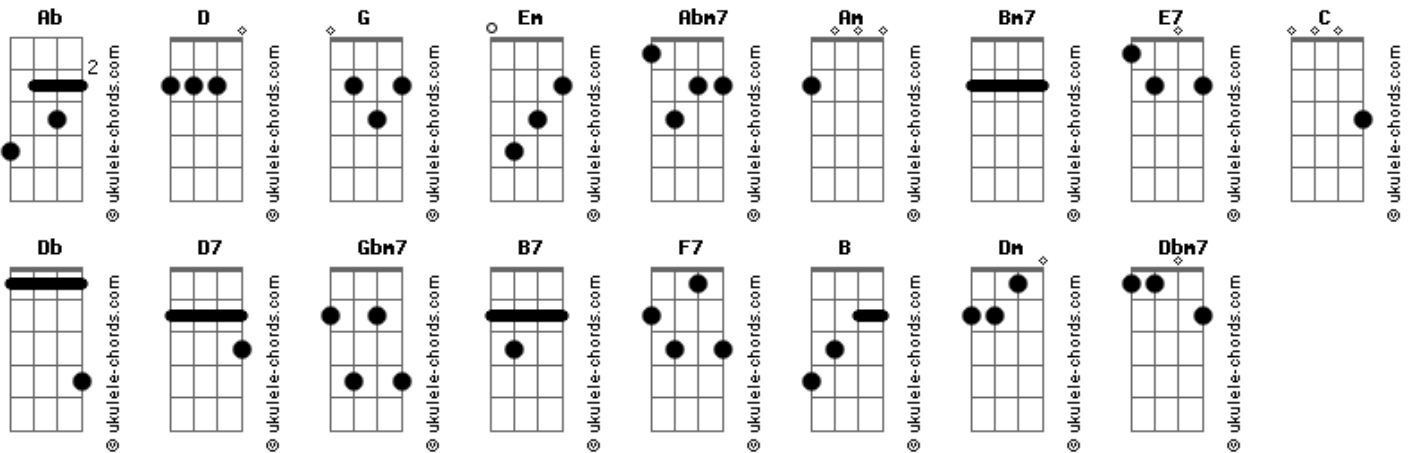 Ab D G Em Abm7 Am Bm7 E7 C
2
© ukulele-chords.com © ukulele-chords.com © ukulele-chords.com © ukulele-chords.com © ukulele-chords.com © ukulele-chords.com © ukulele-chords.com © ukulele-chords.com © ukulele-chords.com
Db D7 Gbm7 B7 F7 B Dm Dbm7
© ukulele-chords.com © ukulele-chords.com © ukulele-chords.com © ukulele-chords.com © ukulele-chords.com © ukulele-chords.com © ukulele-chords.com © ukulele-chords.com